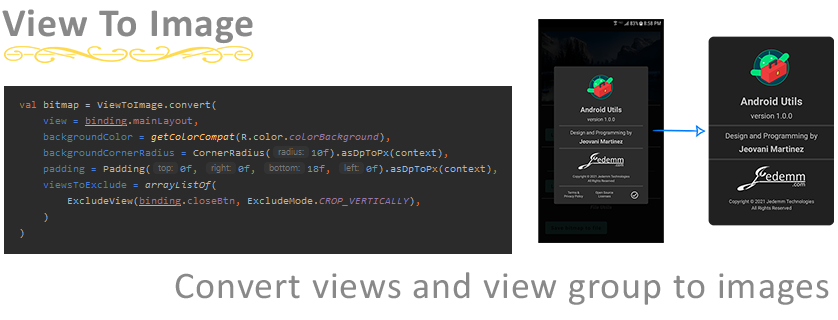 View To Image
val bitmap = ViewToImage.convert(
view = binding.mainLayout,
backgroundColor = getColorCompat(R.color.colorBackground),
backgroundCornerRadius = CornerRadius( radius: 10f).asDpToPx(context),
padding = Padding( top: 0f, right: 0f, bottom: 18f, left: 0f).asDpToPx(context),
viewsToExclude = arrayListOf(
ExcludeView(binding.closeBtn, ExcludeMode.CROP_VERTICALLY),
)
)
83% 8:58 PM
Android Utils
version 1.0.0
Design and Programming by
Jeovani Martinez
Jedemm
.com
Copyright © 2021 Jedemm Technologies
All Rights Reserved
Terms &
Privacy Policy
Open Source
Licenses
Android Utils
version 1.0.0
Design and Programming by
Jeovani Martinez
Jedemm
.com
Copyright © 2021 Jedemm Technologies
All Rights Reserved
Convert views and view group to images